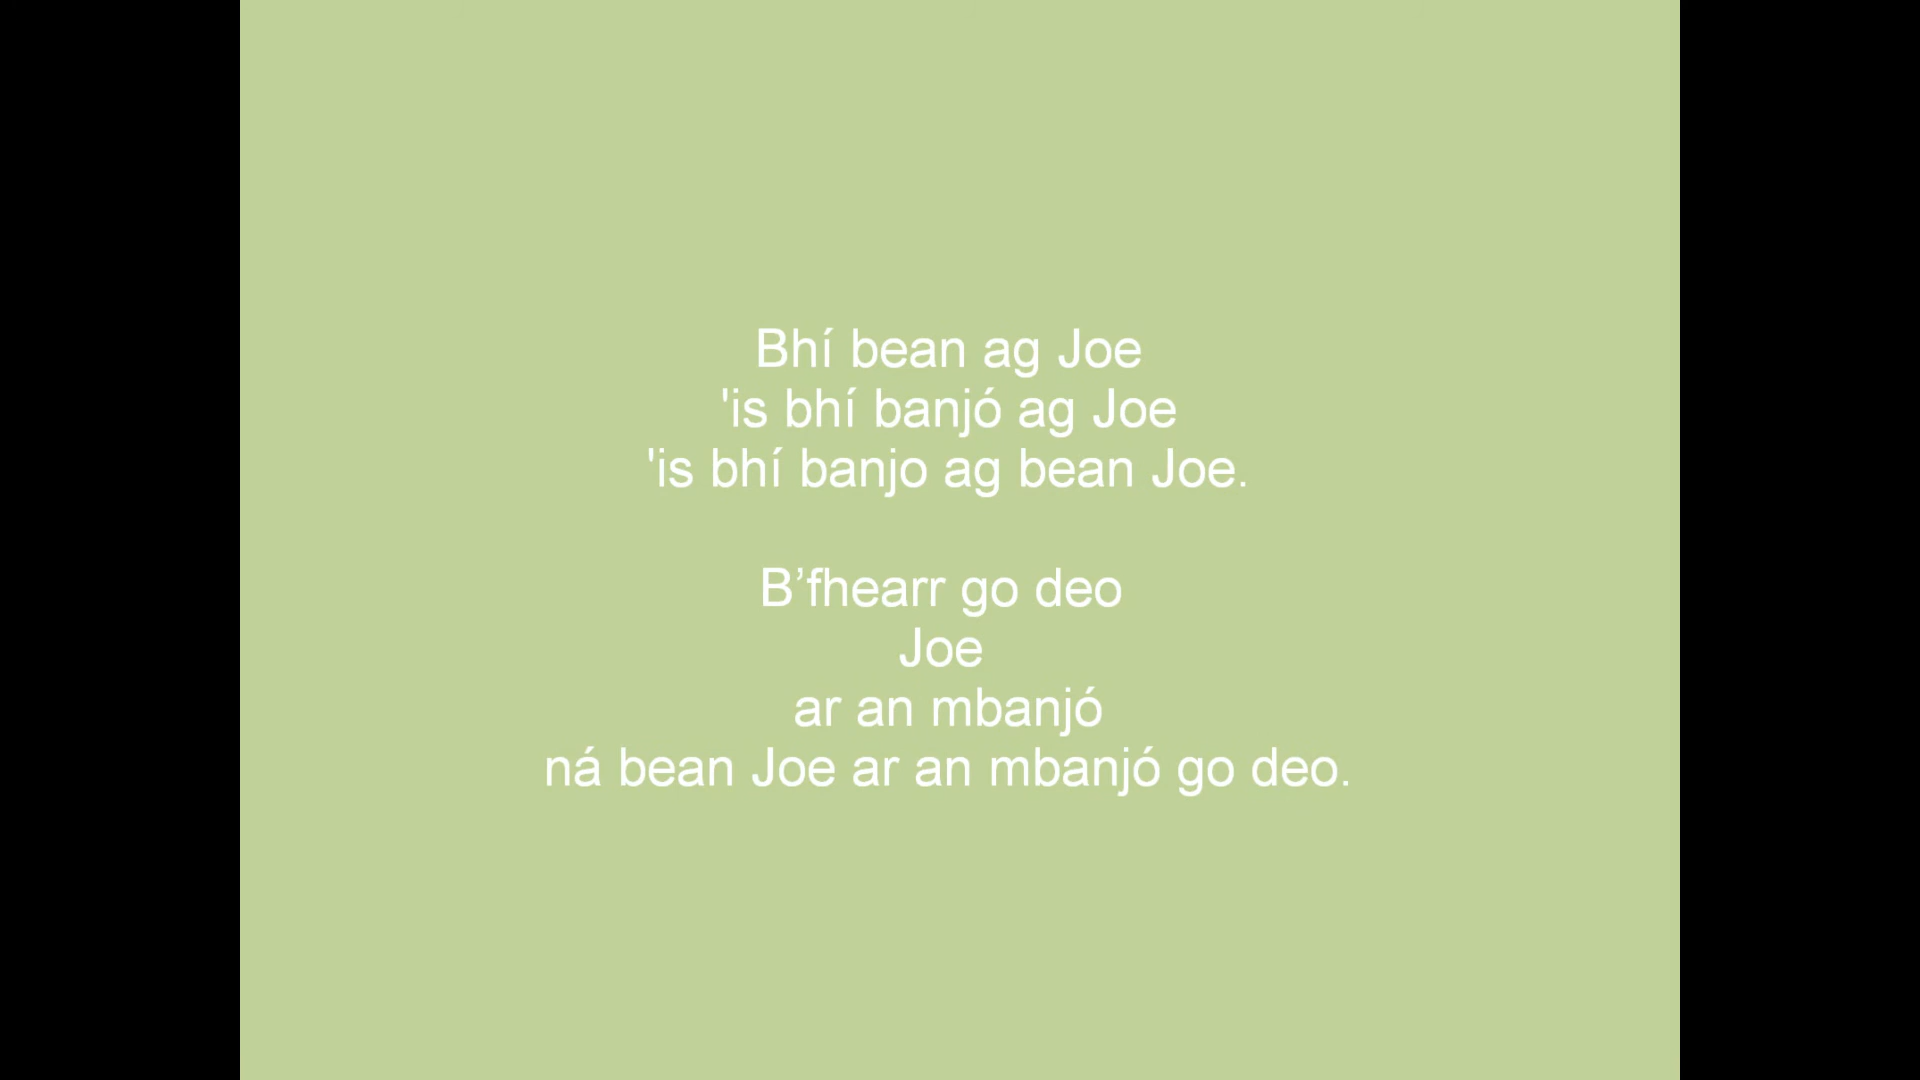 Bhí bean ag Joe
'is bhí banjó ag Joe
'is bhí banjo ag bean Joe.
B’fhearr go deo
Joe
ar an mbanjó
ná bean Joe ar an mbanjó go deo.